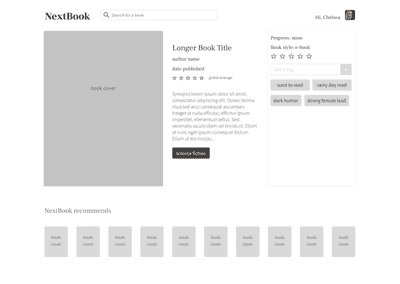 NextBook
Search for a book
Hi, Chelsea
book cover
Longer Book Title
author name
date published
global average
Synopsis lorem ipsum dolor sit amet,
consectetur adipiscing elit. Donec lacinia
mus sed arcu consequat accumsan.
Integer at nulla efficitur, efficitur ipsum
imperdiet, elementum tellus. Sed
venenatis iaculis diam sit tincidunt. Etiam
at nunc eget ipsum consequat dictum.
Etiam ut tincidunt...
science fiction
Progress: none
Book style: e-book
add a tag
+
want to read
rainy day read
dark humor
strong female lead
NextBook recommends
book
cover
book
cover
book
cover
book
cover
book
cover
book
cover
book
cover
book
cover
book
cover
book
cover